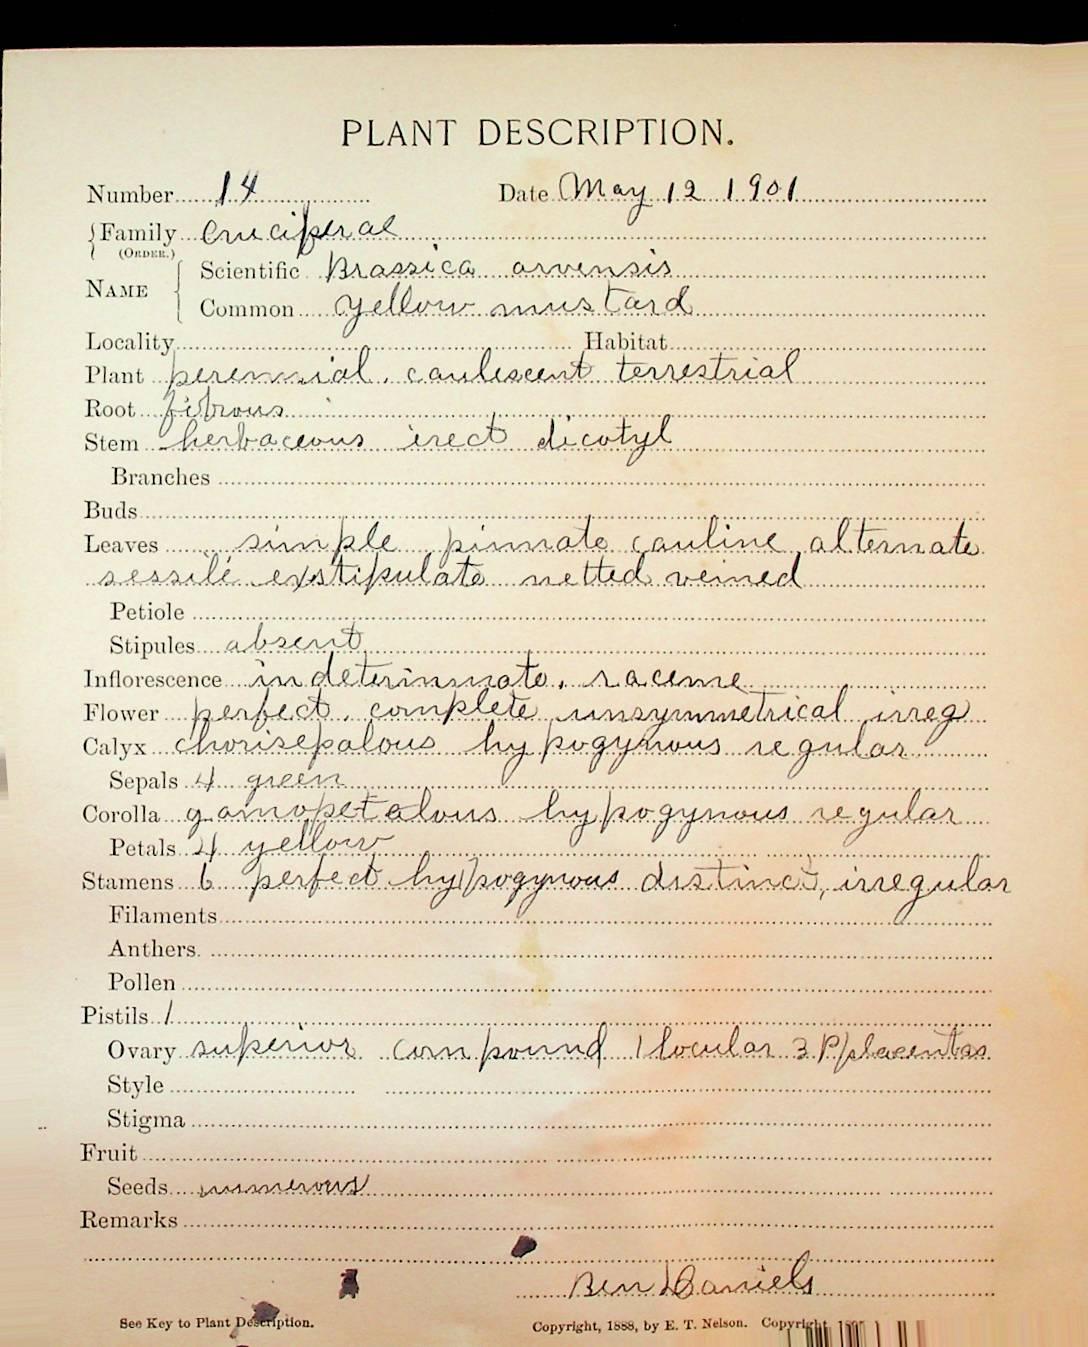 PLANT DESCRIPTION.
Number 14 Date May 12 1901
Family Cruciferae
(ORDER.)
NAME Scientific Brassica arvensis
Common Yellow mustard
Locality Habitat
Plant perennial, caulescent terrestrial
Root fibrous
Stem herbaceous erect dicotyl
Branches
Buds
Leaves simple pinnate cauline alternate
sessile exstipulate netted veined
Petiole
Stipules absent
Inflorescence indeterminate, raceme
Flower perfect, complete unsymmetrical irreg
Calyx chorisepalous hypogynous regular
Sepals 4 green
Corolla gamopetalous hypogynous regular
Petals 4 yellow
Stamens 6 perfect hypogynous distinct, irregular
Filaments
Anthers.
Pollen
Pistils 1
Ovary superior compound 1 locular 3 placentas
Style
Stigma
Fruit
Seeds numerous
Remarks
Ben Daniels
See Key to Plant Description.
Copyright, 1888, by E. T. Nelson. Copyright